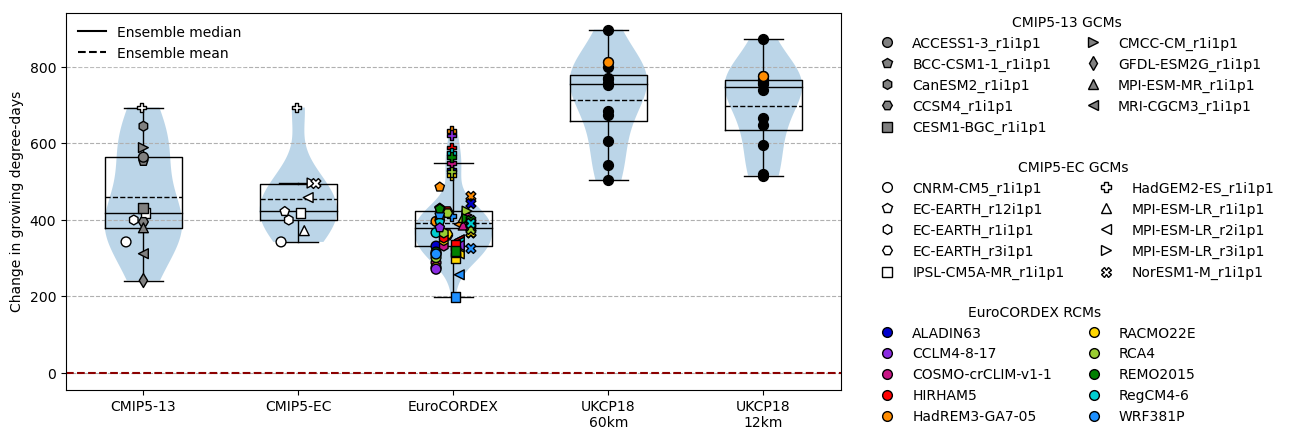 Change in growing degree-days
800
600
400
200
0
Ensemble median
Ensemble mean
CMIP5-13
CMIP5-EC
EuroCORDEX
UKCP18
60km
UKCP18
12km
CMIP5-13 GCMs
ACCESS1-3_r1i1p1
BCC-CSM1-1_r1i1p1
CanESM2_r1i1p1
CCSM4_r1i1p1
CESM1-BGC_r1i1p1
CMCC-CM_r1i1p1
GFDL-ESM2G_r1i1p1
MPI-ESM-MR_r1i1p1
MRI-CGCM3_r1i1p1
CMIP5-EC GCMs
CNRM-CM5_r1i1p1
EC-EARTH_r12i1p1
EC-EARTH_r1i1p1
EC-EARTH_r3i1p1
IPSL-CM5A-MR_r1i1p1
HadGEM2-ES_r1i1p1
MPI-ESM-LR_r1i1p1
MPI-ESM-LR_r2i1p1
MPI-ESM-LR_r3i1p1
NorESM1-M_r1i1p1
EuroCORDEX RCMs
ALADIN63
CCLM4-8-17
COSMO-crCLIM-v1-1
HIRHAM5
HadREM3-GA7-05
RACMO22E
RCA4
REMO2015
RegCM4-6
WRF381P